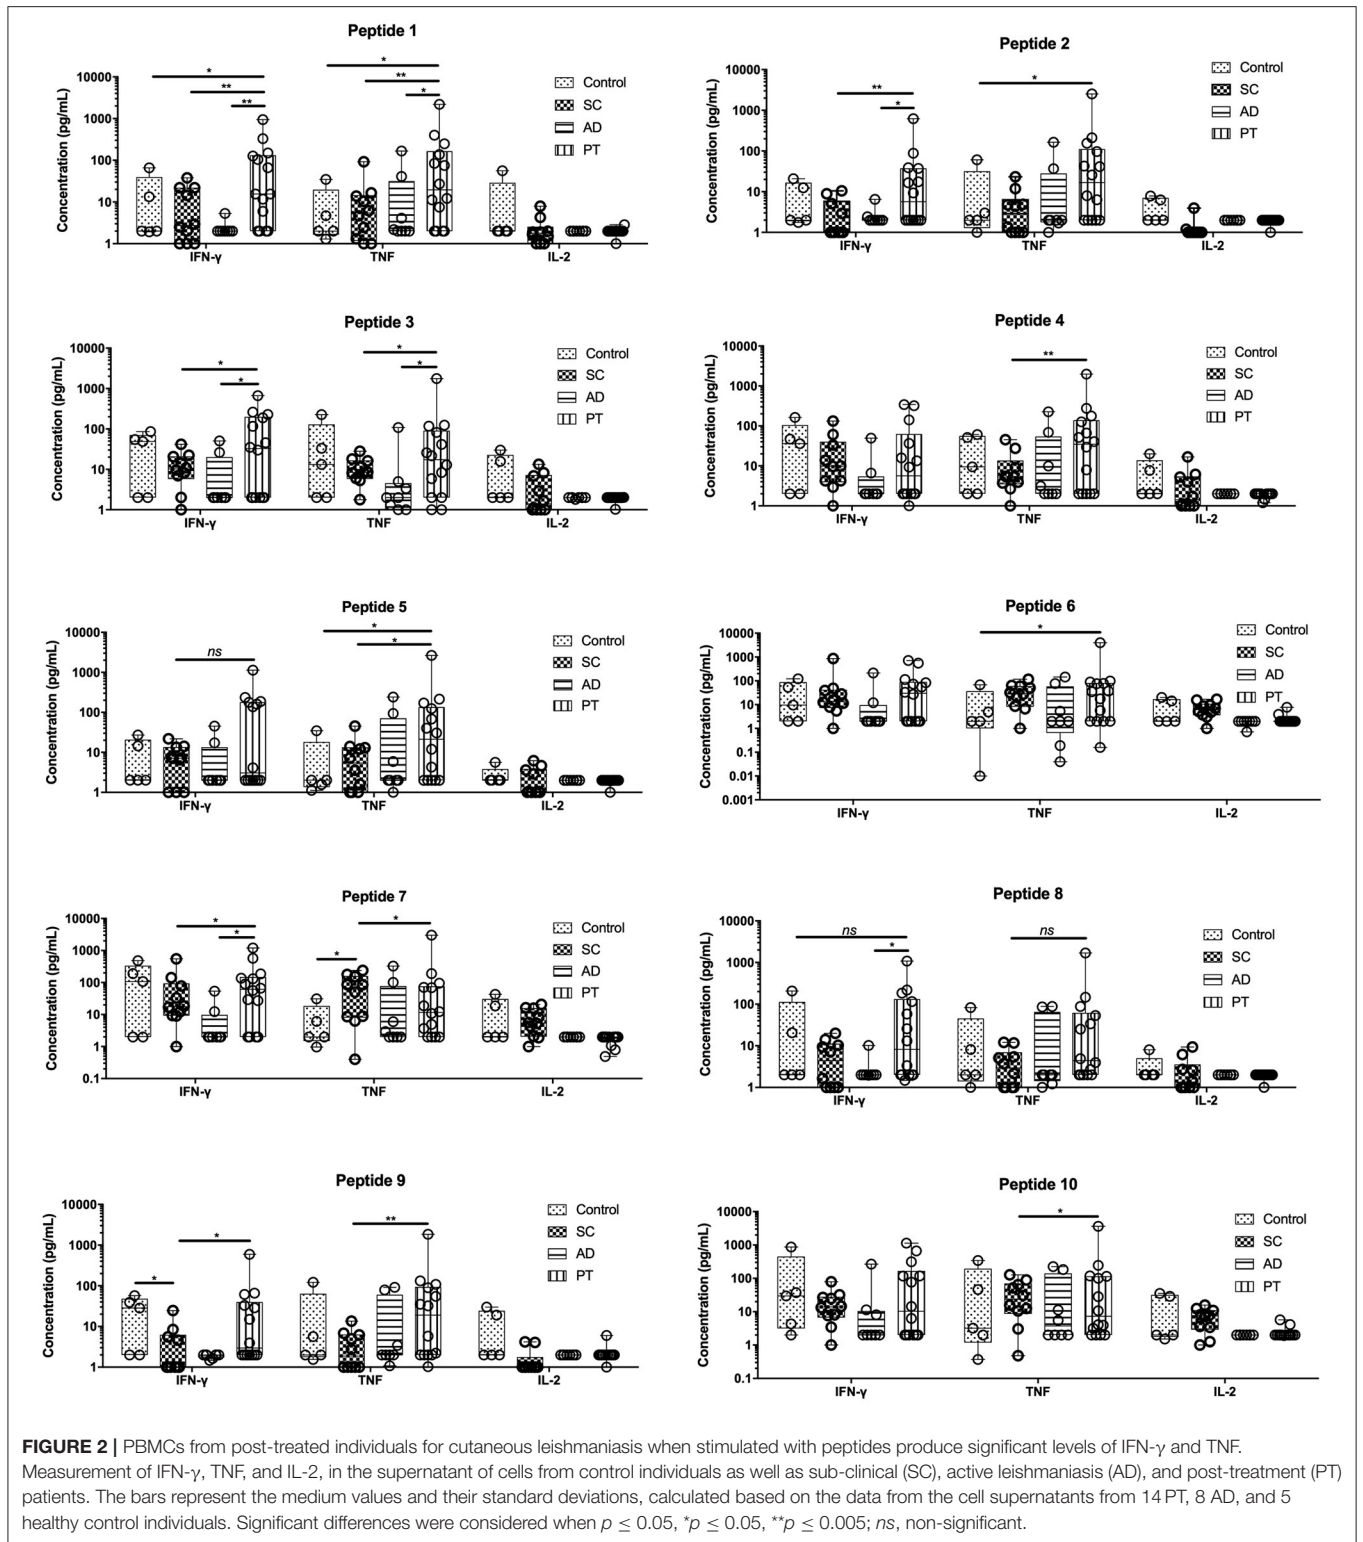 Peptide 1
Concentration (pg/mL)
10000
1000
100
10
1
*
**
**
*
**
*
IFN-γ
TNF
IL-2
Control
SC
AD
PT
Peptide 2
Concentration (pg/mL)
10000
1000
100
10
1
**
*
*
IFN-γ
TNF
IL-2
Control
SC
AD
PT
Peptide 3
Concentration (pg/mL)
10000
1000
100
10
1
*
*
*
*
IFN-γ
TNF
IL-2
Control
SC
AD
PT
Peptide 4
Concentration (pg/mL)
10000
1000
100
10
1
**
IFN-γ
TNF
IL-2
Control
SC
AD
PT
Peptide 5
Concentration (pg/mL)
10000
1000
100
10
1
ns
*
*
IFN-γ
TNF
IL-2
Control
SC
AD
PT
Peptide 6
Concentration (pg/mL)
10000
1000
100
10
1
0.1
0.01
0.001
*
IFN-γ
TNF
IL-2
Control
SC
AD
PT
Peptide 7
Concentration (pg/mL)
10000
1000
100
10
1
0.1
*
*
*
*
IFN-γ
TNF
IL-2
Control
SC
AD
PT
Peptide 8
Concentration (pg/mL)
10000
1000
100
10
1
ns
*
ns
IFN-γ
TNF
IL-2
Control
SC
AD
PT
Peptide 9
Concentration (pg/mL)
10000
1000
100
10
1
*
*
**
IFN-γ
TNF
IL-2
Control
SC
AD
PT
Peptide 10
Concentration (pg/mL)
10000
1000
100
10
1
0.1
*
IFN-γ
TNF
IL-2
Control
SC
AD
PT
FIGURE 2 | PBMCs from post-treated individuals for cutaneous leishmaniasis when stimulated with peptides produce significant levels of IFN-γ and TNF.
Measurement of IFN-γ, TNF, and IL-2, in the supernatant of cells from control individuals as well as sub-clinical (SC), active leishmaniasis (AD), and post-treatment (PT)
patients. The bars represent the medium values and their standard deviations, calculated based on the data from the cell supernatants from 14 PT, 8 AD, and 5
healthy control individuals. Significant differences were considered when p ≤ 0.05, *p ≤ 0.05, **p ≤ 0.005; ns, non-significant.